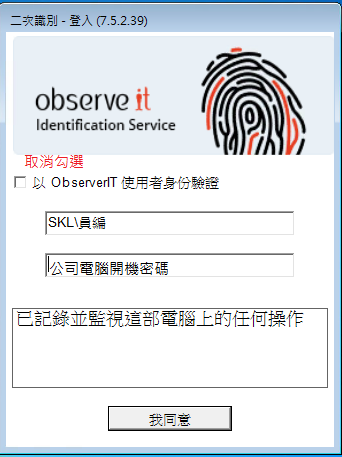 二次識別 - 登入 (7.5.2.39)
observe it
Identification Service
取消勾選
以 ObserverIT 使用者身份驗證
SKL\員編
公司電腦開機密碼
已記錄並監視這部電腦上的任何操作
我同意